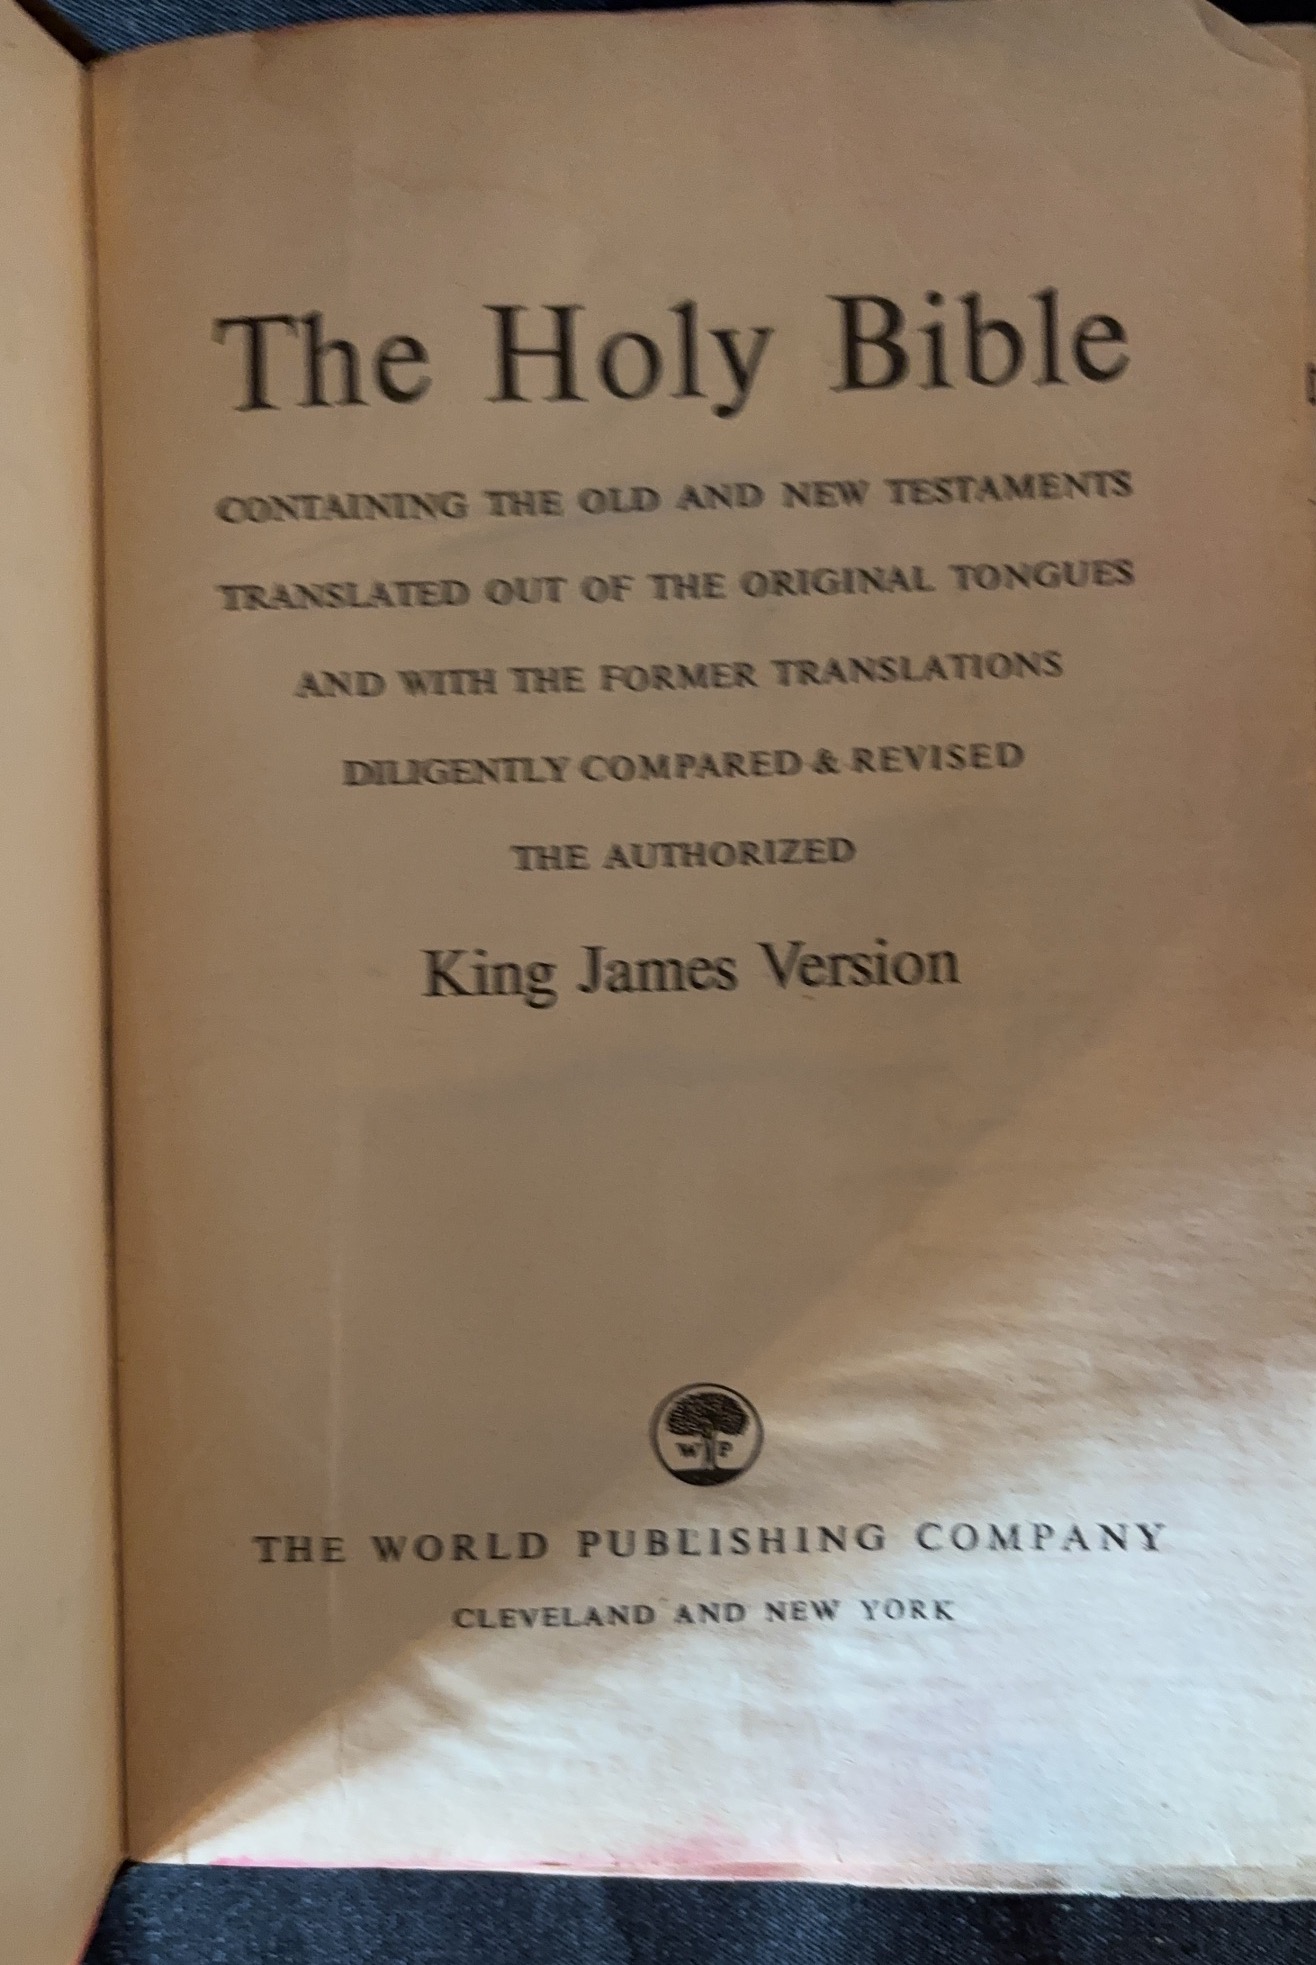 The Holy Bible
CONTAINING THE OLD AND NEW TESTAMENTS
TRANSLATED OUT OF THE ORIGINAL TONGUES
AND WITH THE FORMER TRANSLATIONS
DILIGENTLY COMPARED & REVISED
THE AUTHORIZED
King James Version
W P
THE WORLD PUBLISHING COMPANY
CLEVELAND AND NEW YORK